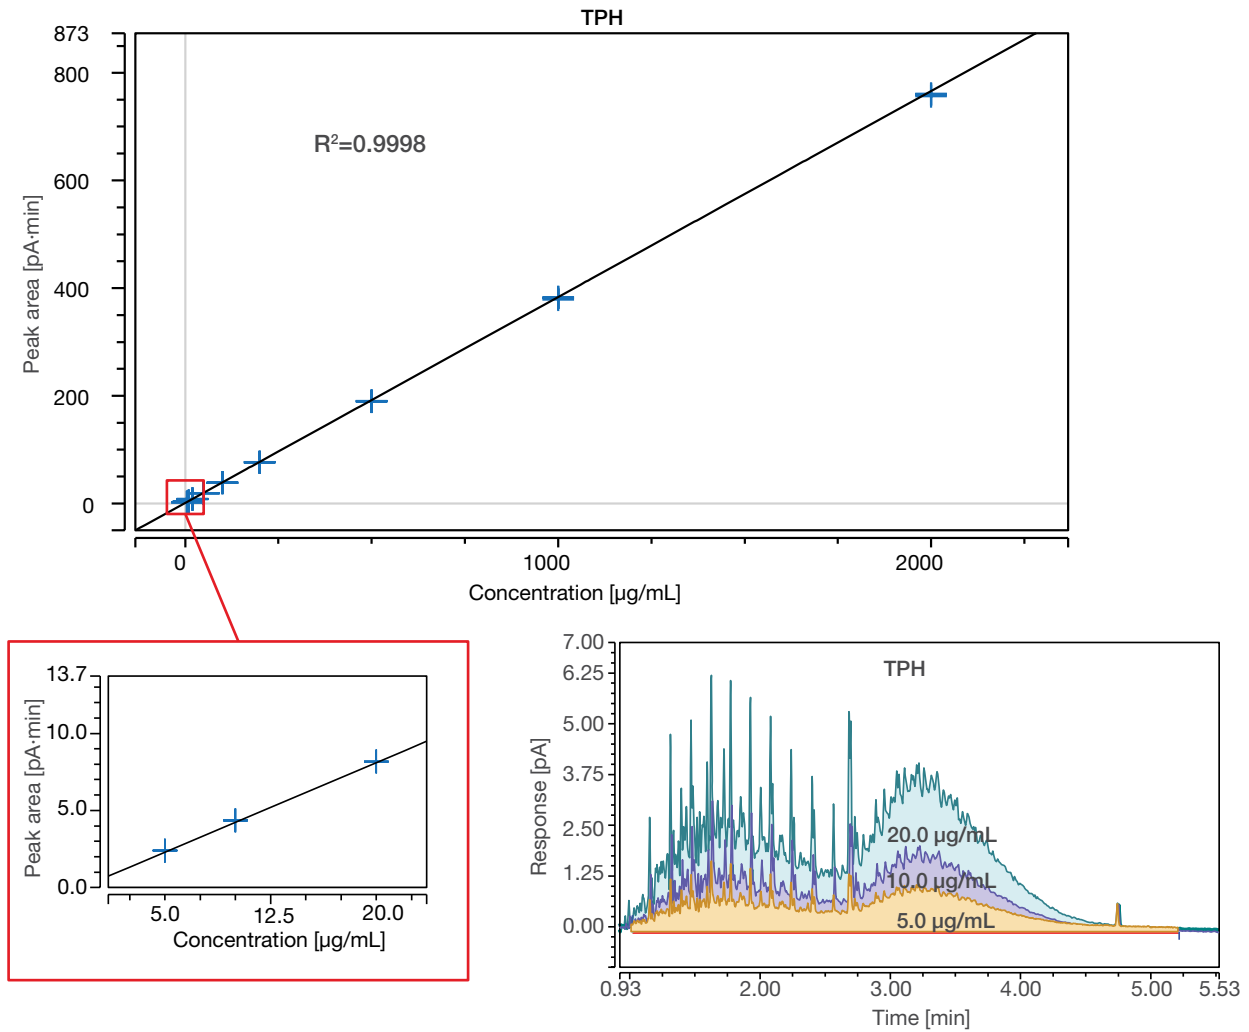 TPH
873
800
600
400
200
0
Peak area [pA·min]
R²=0.9998
0
1000
2000
Concentration [µg/mL]
13.7
10.0
5.0
0.0
Peak area [pA·min]
5.0
12.5
20.0
Concentration [µg/mL]
7.00
6.25
5.00
3.75
2.50
1.25
0.00
Response [pA]
TPH
20.0 µg/mL
10.0 µg/mL
5.0 µg/mL
0.93
2.00
3.00
4.00
5.00
5.53
Time [min]